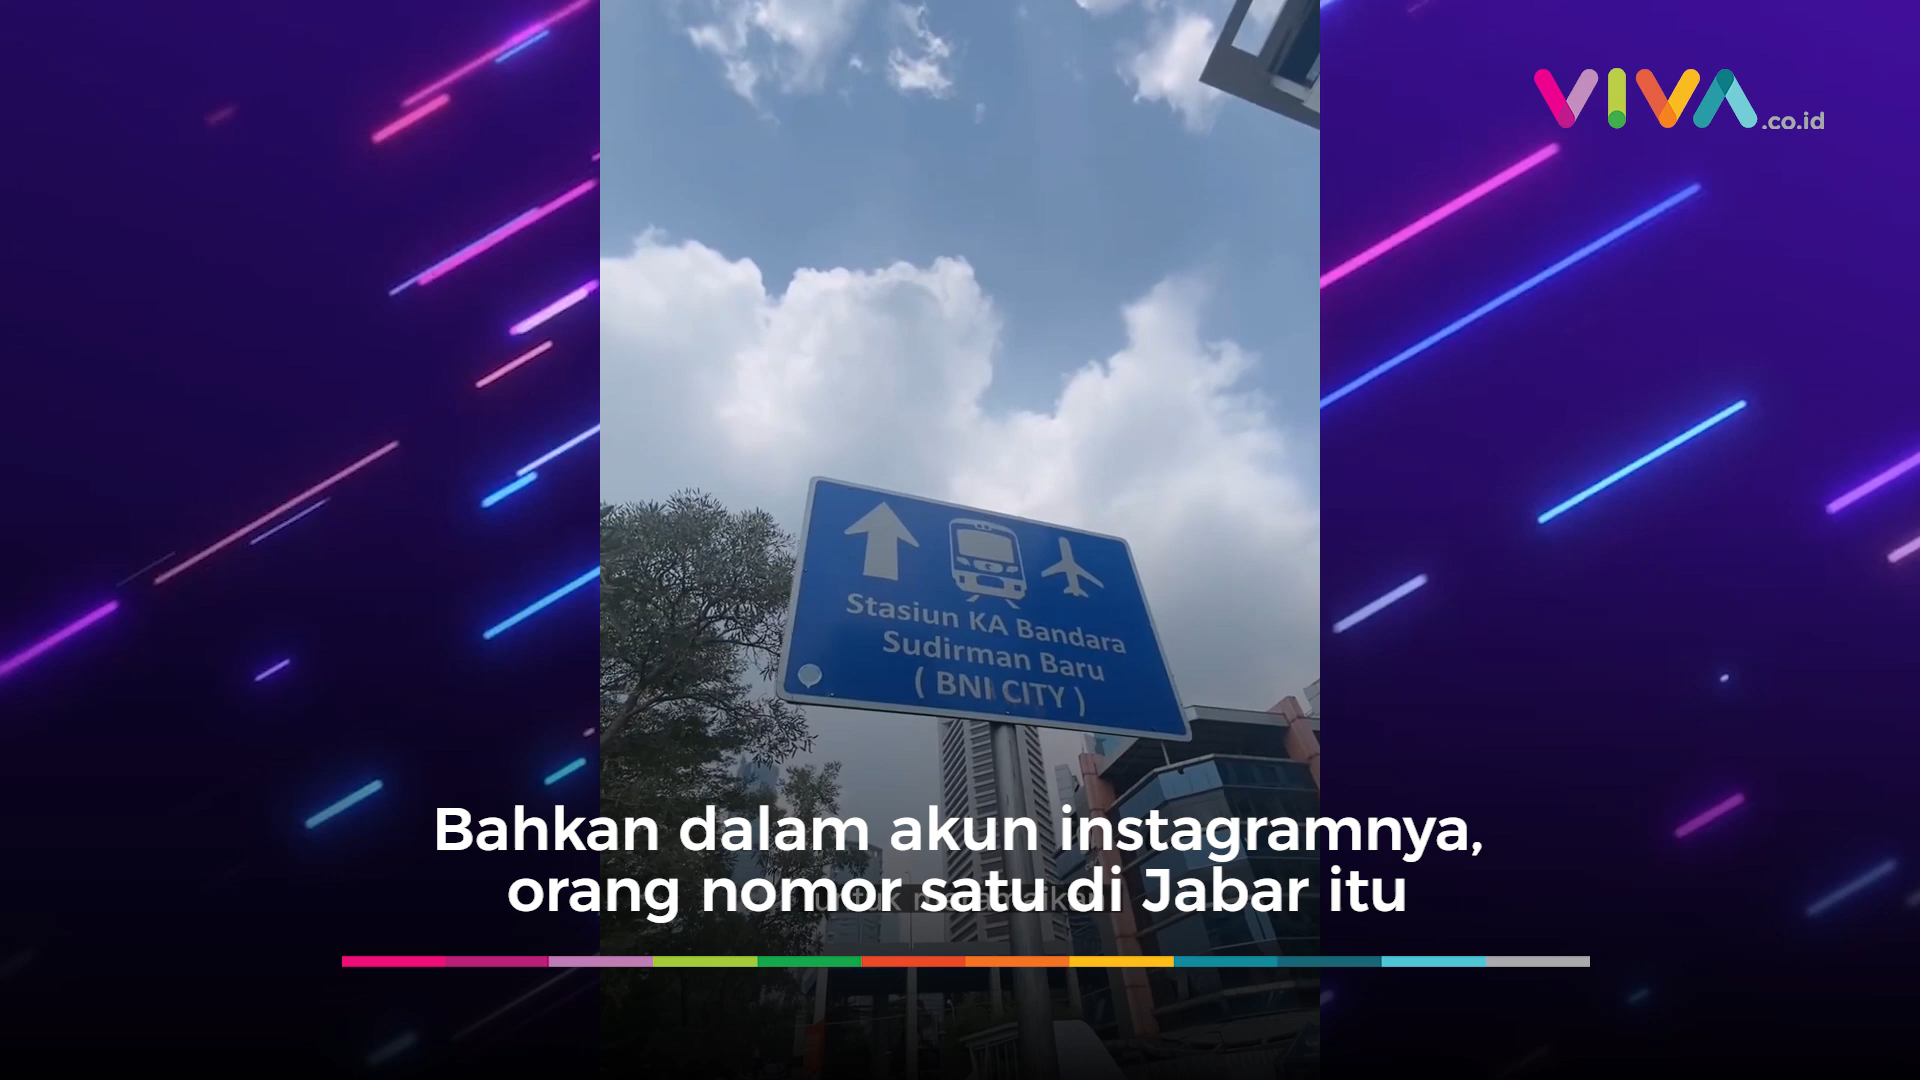 VIVA.co.id
Stasiun KA Bandara
Sudirman Baru
( BNI CITY )
Bahkan dalam akun instagramnya,
orang nomor satu di Jabar itu